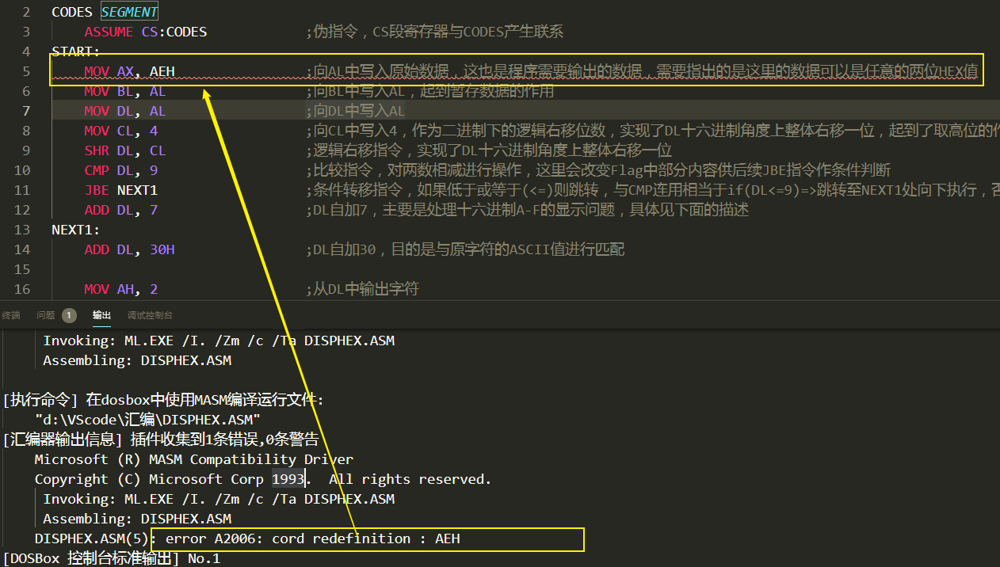 2 CODES SEGMENT
3 ASSUME CS:CODES ;伪指令，CS段寄存器与CODES产生联系
4 START:
5 MOV AX, AEH ;向AL中写入原始数据，这也是程序需要输出的数据，需要指出的是这里的数据可以是任意的两位HEX值
6 MOV BL, AL ;向BL中写入AL，起到暂存数据的作用
7 MOV DL, AL ;向DL中写入AL
8 MOV CL, 4 ;向CL中写入4，作为二进制下的逻辑右移位数，实现了DL十六进制角度上整体右移一位，起到了取高位的作
9 SHR DL, CL ;逻辑右移指令，实现了DL十六进制角度上整体右移一位
10 CMP DL, 9 ;比较指令，对两数相减进行操作，这里会改变Flag中部分内容供后续JBE指令作条件判断
11 JBE NEXT1 ;条件转移指令，如果低于或等于(<=)则跳转，与CMP连用相当于if(DL<=9)=>跳转至NEXT1处向下执行，否
12 ADD DL, 7 ;DL自加7，主要是处理十六进制A-F的显示问题，具体见下面的描述
13 NEXT1:
14 ADD DL, 30H ;DL自加30，目的是与原字符的ASCII值进行匹配
15
16 MOV AH, 2 ;从DL中输出字符
终端 问题 1 输出 调试控制台
Invoking: ML.EXE /I. /Zm /c /Ta DISPHEX.ASM
Assembling: DISPHEX.ASM
[执行命令] 在dosbox中使用MASM编译运行文件:
"d:\VScode\汇编\DISPHEX.ASM"
[汇编器输出信息] 插件收集到1条错误,0条警告
Microsoft (R) MASM Compatibility Driver
Copyright (C) Microsoft Corp 1993.  All rights reserved.
Invoking: ML.EXE /I. /Zm /c /Ta DISPHEX.ASM
Assembling: DISPHEX.ASM
DISPHEX.ASM(5): error A2006: cord redefinition : AEH
[DOSBox 控制台标准输出] No.1